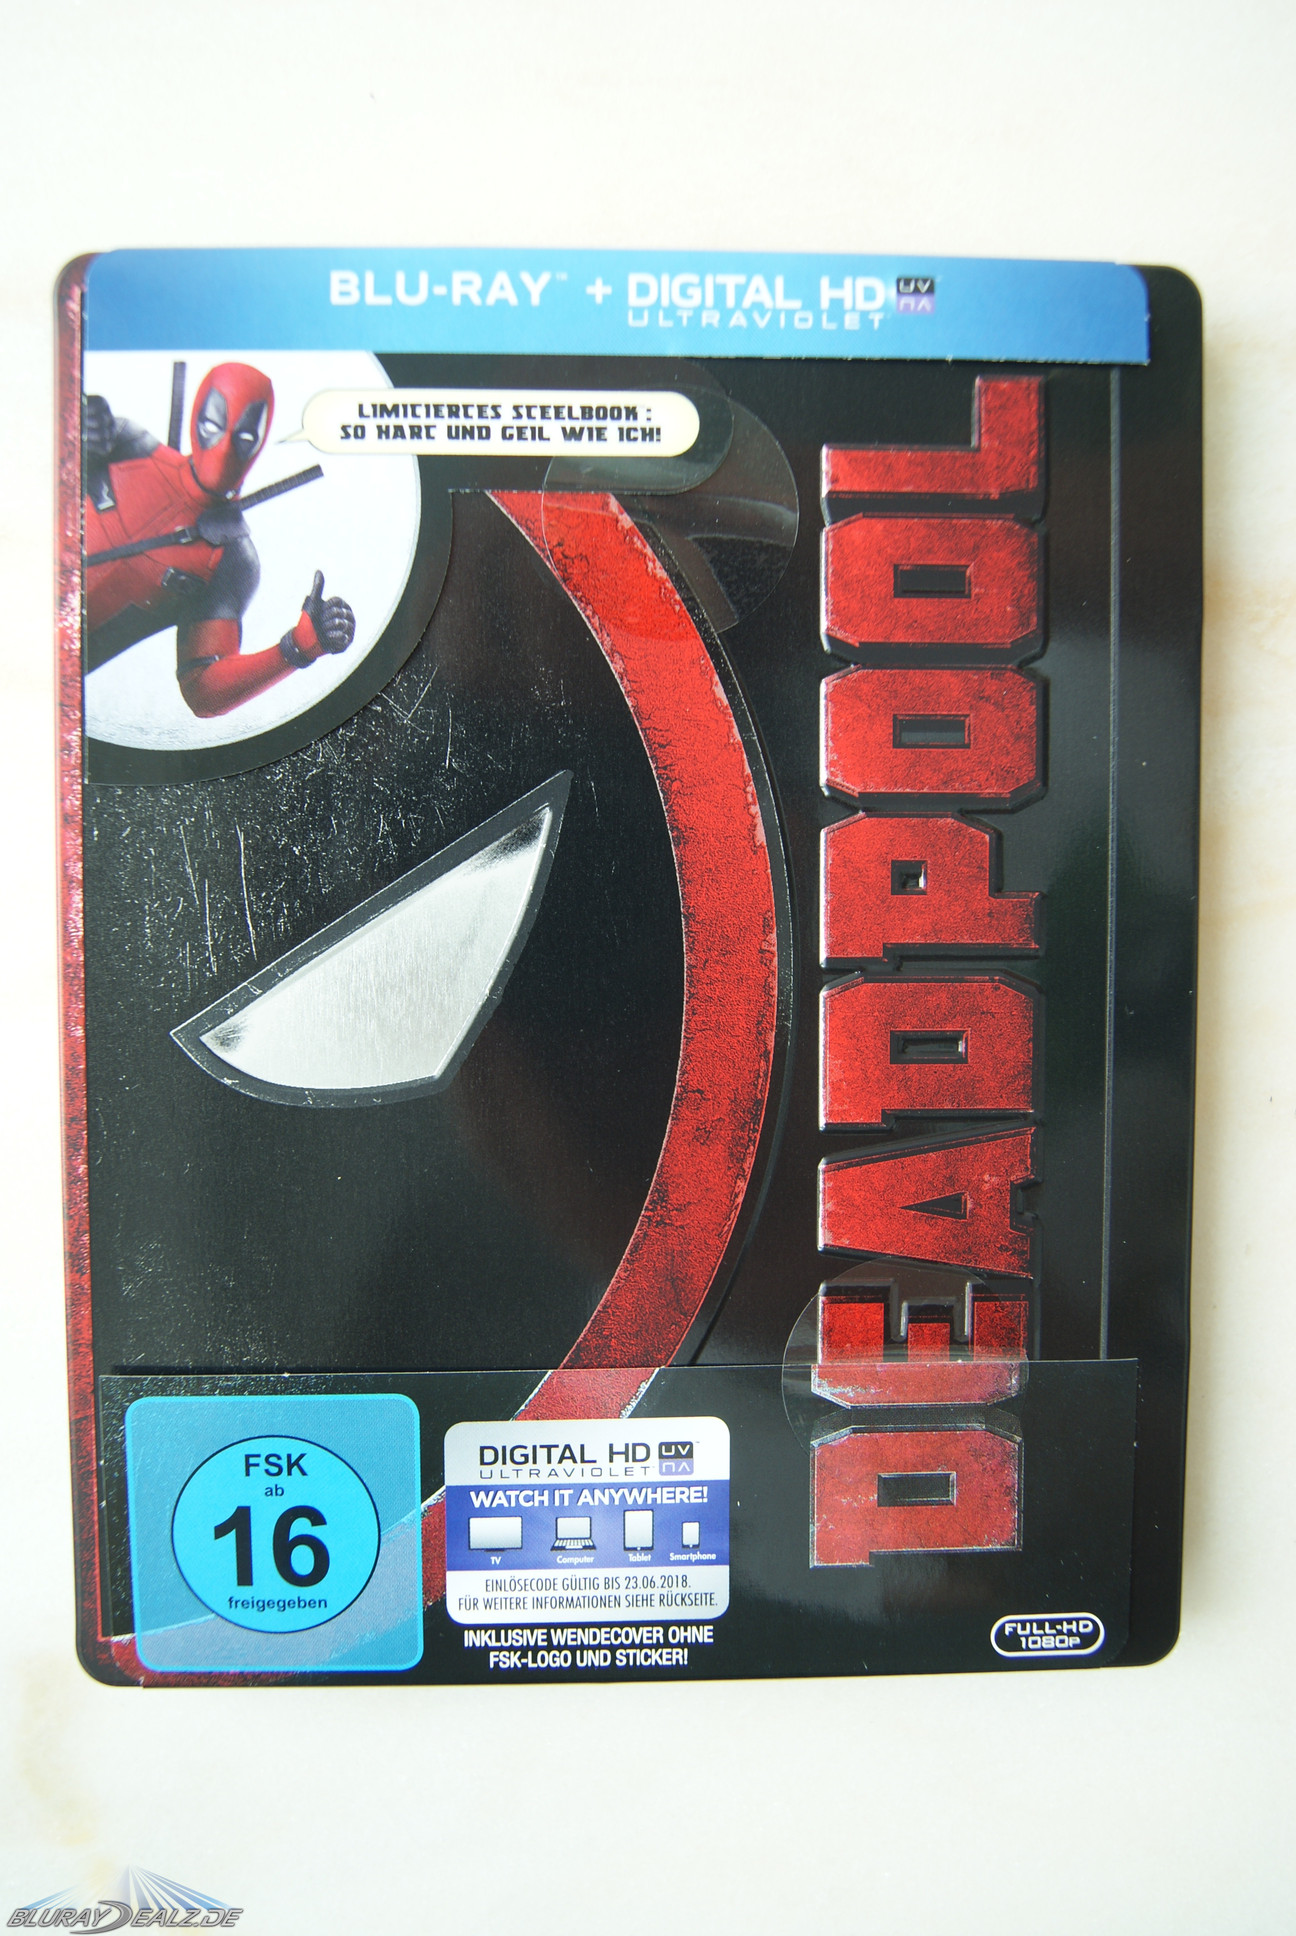 BLU-RAY™ + DIGITAL HD UV
ULTRAVIOLET
LIMITIERTES STEELBOOK:
SO HART UND GEIL WIE ICH!
DEADPOOL
FSK
ab
16
freigegeben
DIGITAL HD UV™
ULTRAVIOLET
WATCH IT ANYWHERE!
TV Computer Tablet Smartphone
EINLÖSECODE GÜLTIG BIS 23.06.2018.
FÜR WEITERE INFORMATIONEN SIEHE RÜCKSEITE.
INKLUSIVE WENDECOVER OHNE
FSK-LOGO UND STICKER!
FULL-HD
1080P
BLURAYDEALZ.DE